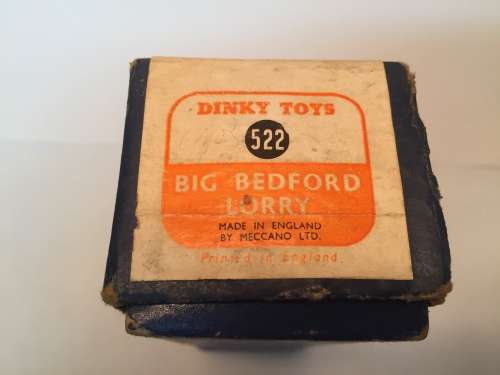 DINKY TOYS
522
BIG BEDFORD
LORRY
MADE IN ENGLAND
BY MECCANO LTD.
Printed in England